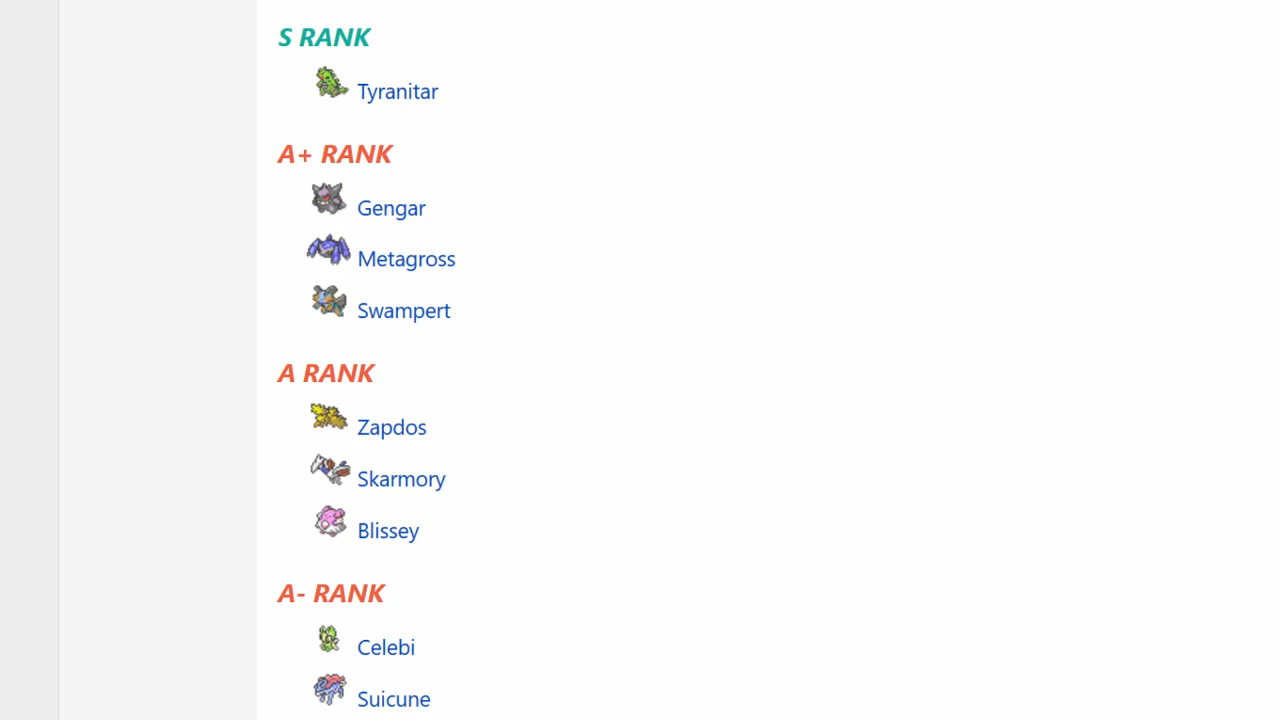 S RANK
Tyranitar
A+ RANK
Gengar
Metagross
Swampert
A RANK
Zapdos
Skarmory
Blissey
A- RANK
Celebi
Suicune